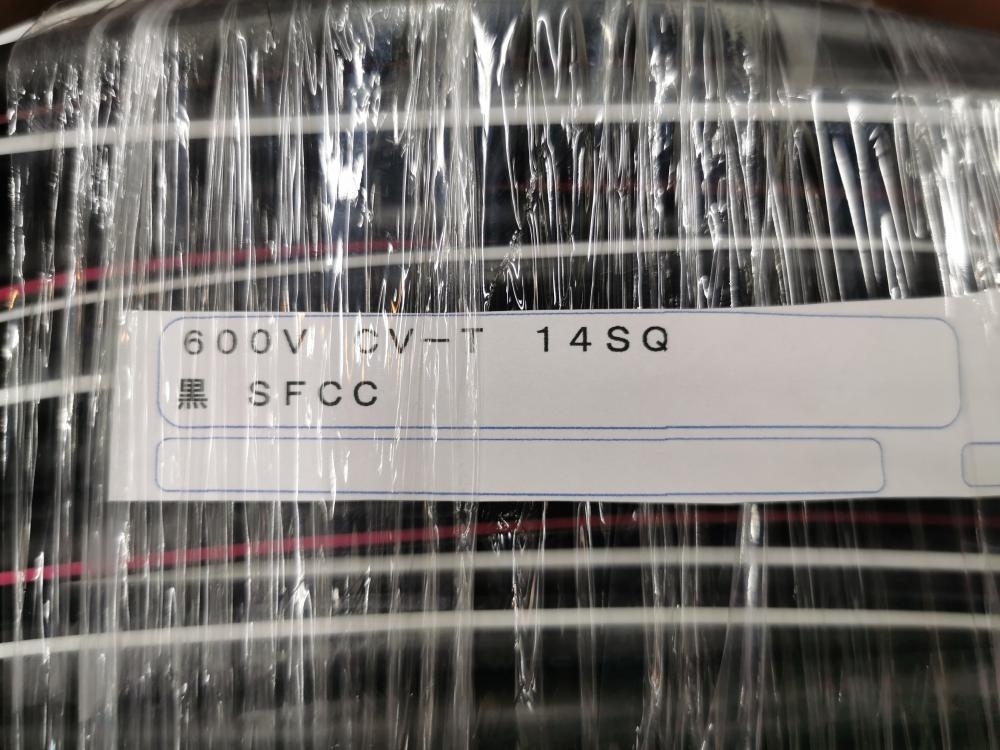 600V CV-T 14SQ
黒 SFCC